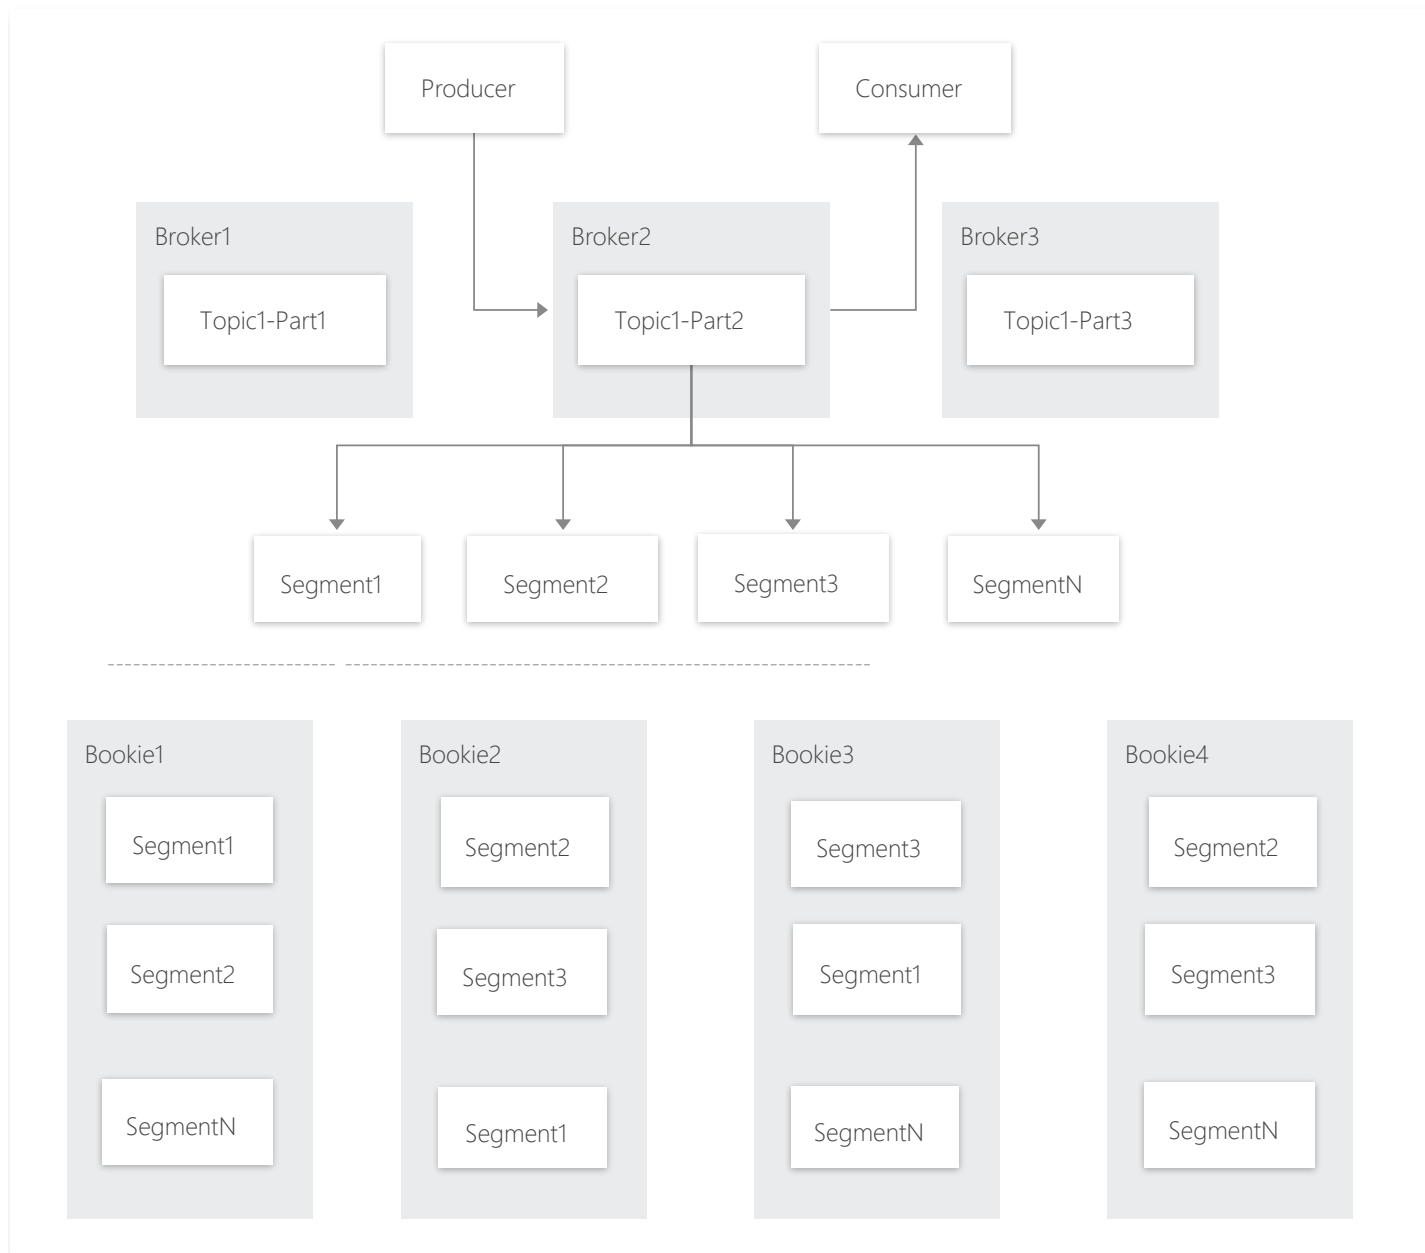 Producer
Consumer
Broker1
Broker2
Broker3
Topic1-Part1
Topic1-Part2
Topic1-Part3
Segment1
Segment2
Segment3
SegmentN
Bookie1
Segment1
Segment2
SegmentN
Bookie2
Segment2
Segment3
Segment1
Bookie3
Segment3
Segment1
SegmentN
Bookie4
Segment2
Segment3
SegmentN